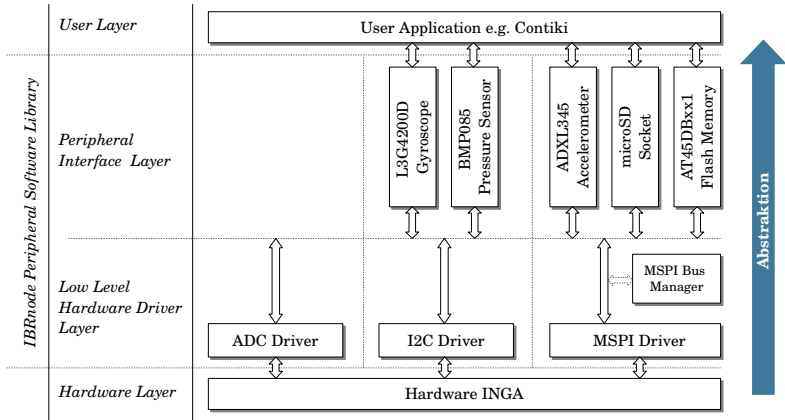 User Layer
User Application e.g. Contiki
IBRnode Peripheral Software Library
Peripheral
Interface Layer
L3G4200D
Gyroscope
BMP085
Pressure Sensor
ADXL345
Accelerometer
microSD
Socket
AT45DBxx1
Flash Memory
Abstraktion
Low Level
Hardware Driver
Layer
MSPI Bus
Manager
ADC Driver
I2C Driver
MSPI Driver
Hardware Layer
Hardware INGA